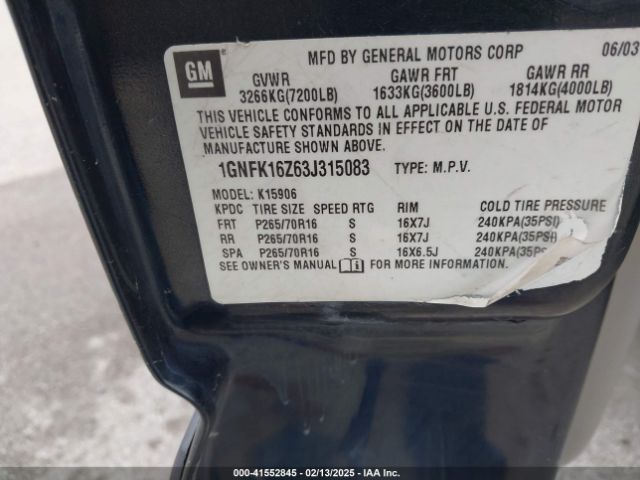 GM
MFD BY GENERAL MOTORS CORP 06/03
GVWR GAWR FRT GAWR RR
3266KG(7200LB) 1633KG(3600LB) 1814KG(4000LB)
THIS VEHICLE CONFORMS TO ALL APPLICABLE U.S. FEDERAL MOTOR
VEHICLE SAFETY STANDARDS IN EFFECT ON THE DATE OF
MANUFACTURE SHOWN ABOVE.
1GNFK16Z63J315083 TYPE: M.P.V.
MODEL: K15906
KPDC TIRE SIZE SPEED RTG RIM COLD TIRE PRESSURE
FRT P265/70R16 S 16X7J 240KPA(35PSI)
RR P265/70R16 S 16X7J 240KPA(35PSI)
SPA P265/70R16 S 16X6.5J 240KPA(35PS
SEE OWNER'S MANUAL FOR MORE INFORMATION.
000-41552845 - 02/13/2025 - IAA Inc.